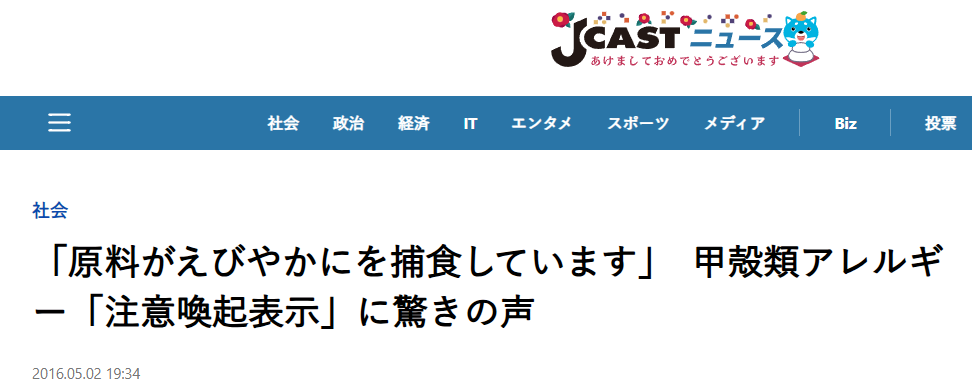 J CASTニュース
あけましておめでとうございます
社会 政治 経済 IT エンタメ スポーツ メディア Biz 投票
社会
「原料がえびやかにを捕食しています」 甲殻類アレルギ
ー「注意喚起表示」に驚きの声
2016.05.02 19:34